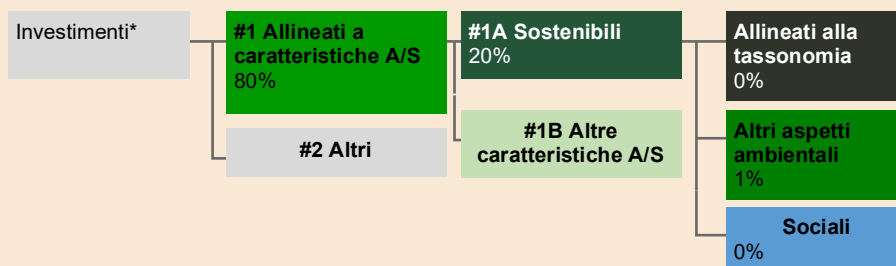 Investimenti*
#1 Allineati a
caratteristiche A/S
80%
#2 Altri
#1A Sostenibili
20%
#1B Altre
caratteristiche A/S
Allineati alla
tassonomia
0%
Altri aspetti
ambientali
1%
Sociali
0%